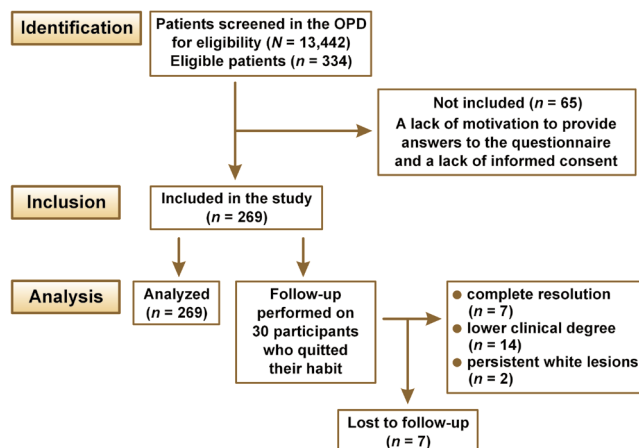 Identification
Patients screened in the OPD
for eligibility (N = 13,442)
Eligible patients (n = 334)
Not included (n = 65)
A lack of motivation to provide
answers to the questionnaire
and a lack of informed consent
Inclusion
Included in the study
(n = 269)
Analysis
Analyzed
(n = 269)
Follow-up
performed on
30 participants
who quitted
their habit
● complete resolution
(n = 7)
● lower clinical degree
(n = 14)
● persistent white lesions
(n = 2)
Lost to follow-up
(n = 7)